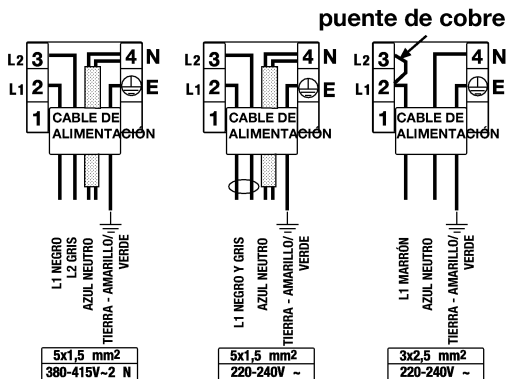 puente de cobre
L2 3 4 N
L1 2 E
1 CABLE DE
ALIMENTACIÓN
L1 NEGRO
L2 GRIS
AZUL NEUTRO
TIERRA - AMARILLO/
VERDE
5x1,5 mm2
380-415V~2 N
L2 3 4 N
L1 2 E
1 CABLE DE
ALIMENTACIÓN
L1 NEGRO Y GRIS
AZUL NEUTRO
TIERRA - AMARILLO/
VERDE
5x1,5 mm2
220-240V ~
L2 3 4 N
L1 2 E
1 CABLE DE
ALIMENTACIÓN
L1 MARRÓN
AZUL NEUTRO
TIERRA - AMARILLO/
VERDE
3x2,5 mm2
220-240V ~